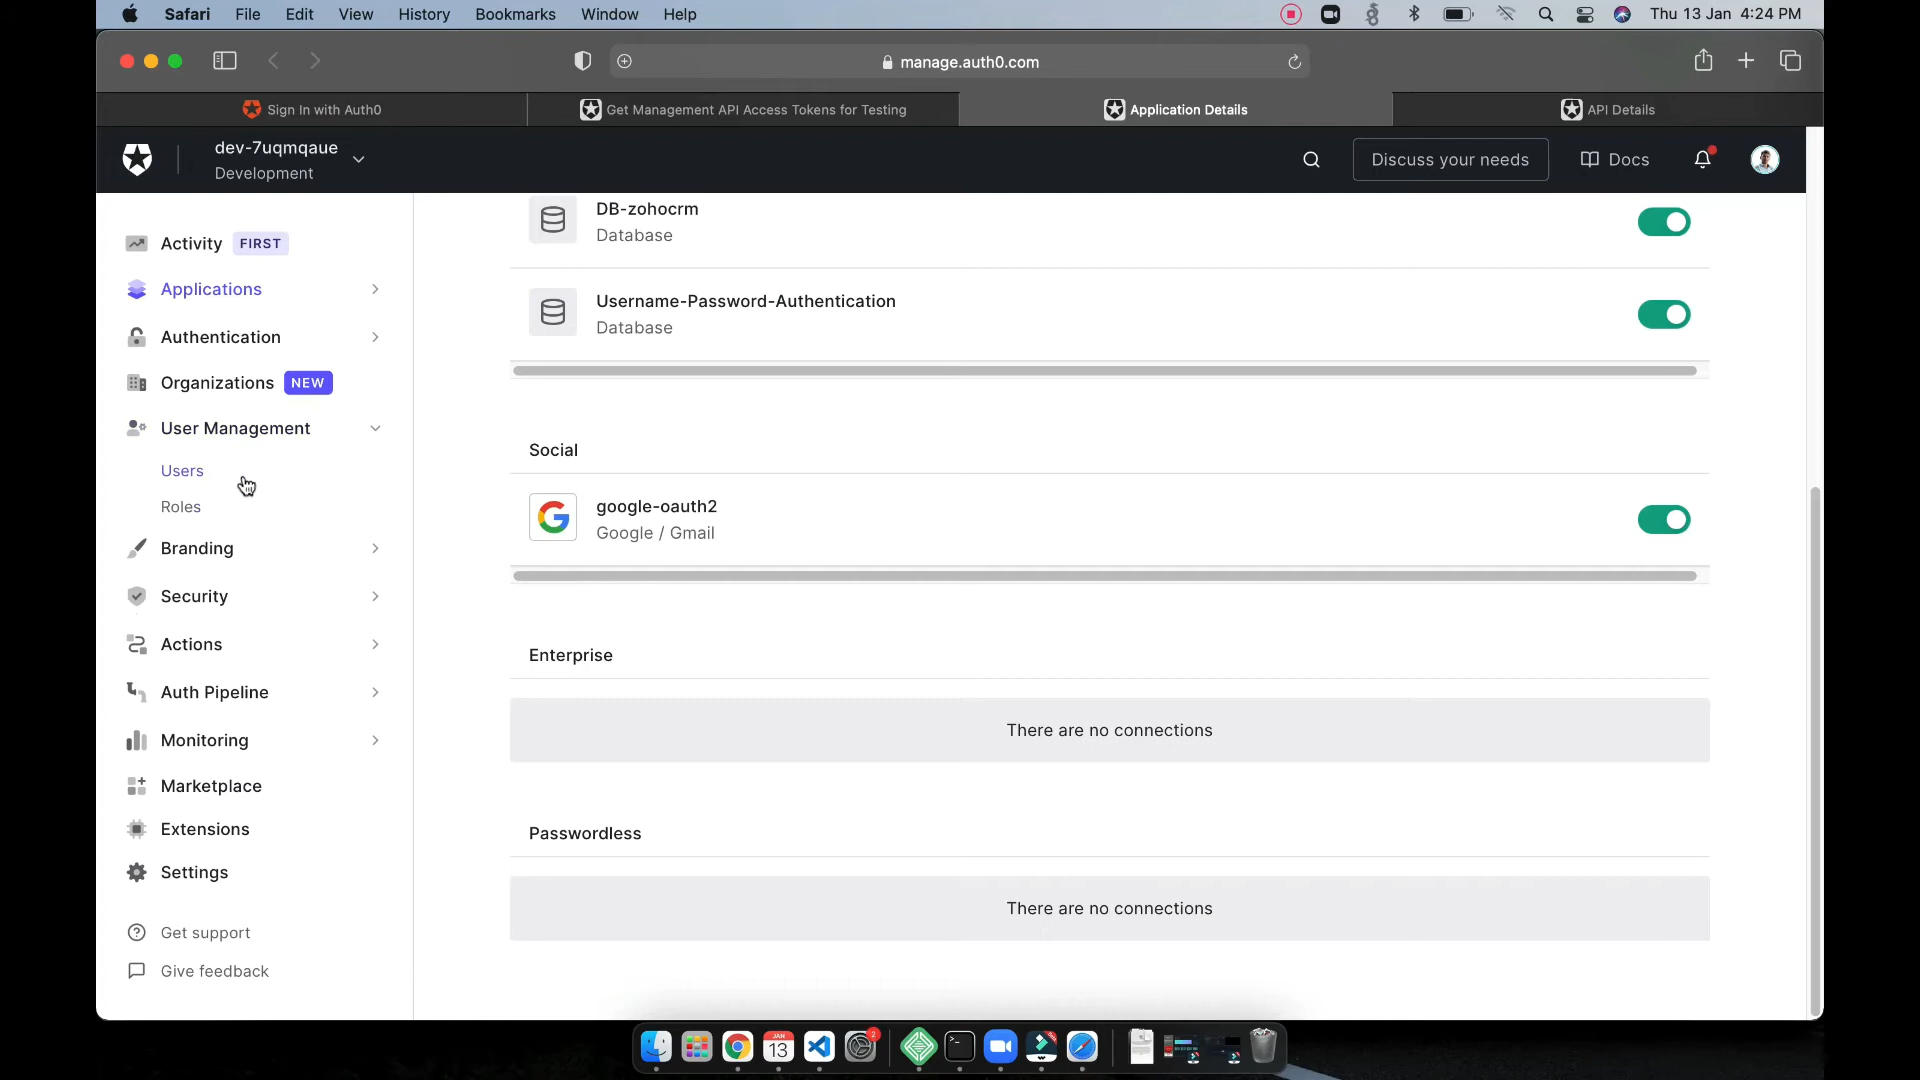 Safari File Edit View History Bookmarks Window Help Thu 13 Jan 4:24 PM
manage.auth0.com
Sign In with Auth0 Get Management API Access Tokens for Testing Application Details API Details
dev-7uqmqaue
Development
Discuss your needs Docs
Activity FIRST
Applications
Authentication
Organizations NEW
User Management
Users
Roles
Branding
Security
Actions
Auth Pipeline
Monitoring
Marketplace
Extensions
Settings
Get support
Give feedback
DB-zohocrm
Database
Username-Password-Authentication
Database
Social
google-oauth2
Google / Gmail
Enterprise
There are no connections
Passwordless
There are no connections
JAN
13
2